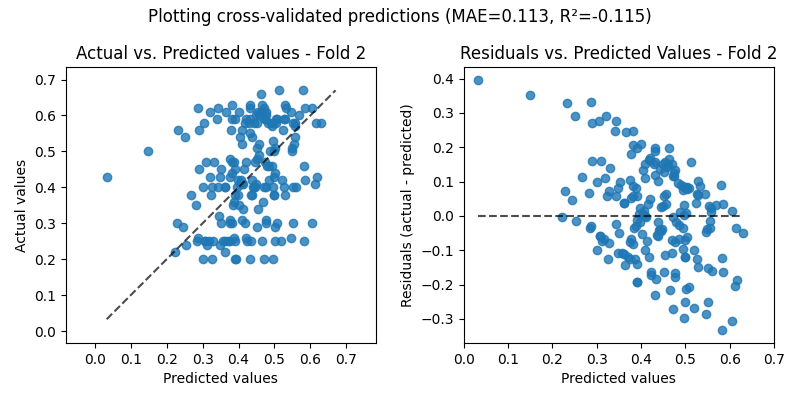 Plotting cross-validated predictions (MAE=0.113, R²=-0.115)
Actual vs. Predicted values - Fold 2
Actual values
0.7
0.6
0.5
0.4
0.3
0.2
0.1
0.0
0.0 0.1 0.2 0.3 0.4 0.5 0.6 0.7
Predicted values
Residuals vs. Predicted Values - Fold 2
Residuals (actual - predicted)
0.4
0.3
0.2
0.1
0.0
−0.1
−0.2
−0.3
0.0 0.1 0.2 0.3 0.4 0.5 0.6 0.7
Predicted values